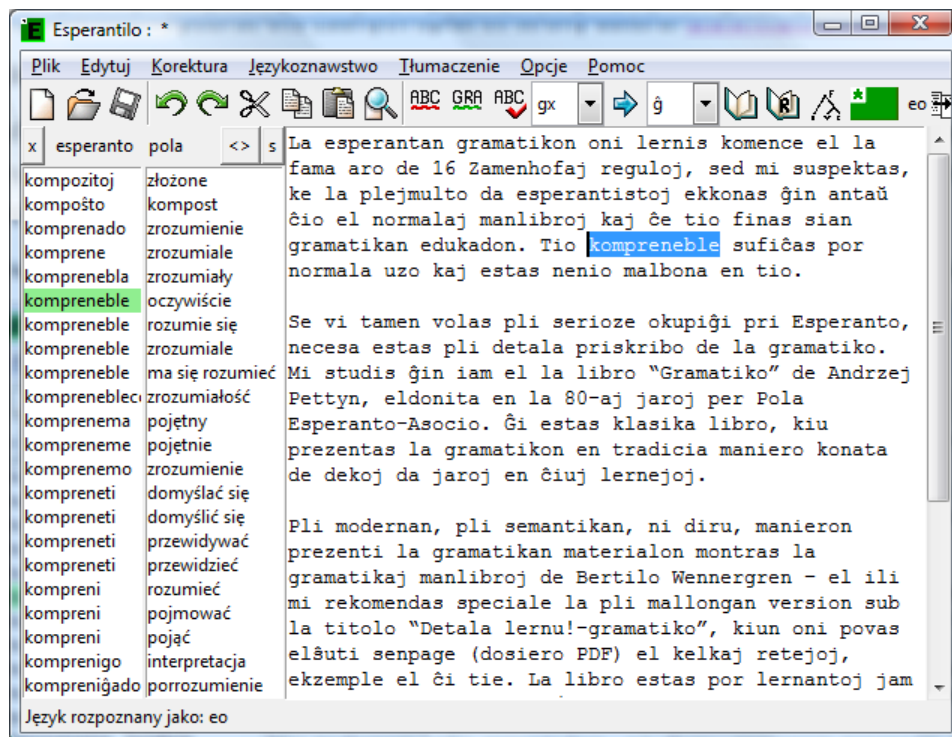 Esperantilo : *
Plik Edytuj Korektura Językoznawstwo Tłumaczenie Opcje Pomoc
ABC GRA ABC gx ĝ R eo
x esperanto pola <> s
kompozitoj złożone
kompoŝto kompost
komprenado zrozumienie
komprene zrozumiale
komprenebla zrozumiały
kompreneble oczywiście
kompreneble rozumie się
kompreneble zrozumiale
kompreneble ma się rozumieć
komprenebleco zrozumiałość
komprenema pojętny
kompreneme pojętnie
komprenemo zrozumienie
kompreneti domyślać się
kompreneti domyślić się
kompreneti przewidywać
kompreneti przewidzieć
kompreni rozumieć
kompreni pojmować
kompreni pojąć
komprenigo interpretacja
kompreniĝado porrozumienie
La esperantan gramatikon oni lernis komence el la
fama aro de 16 Zamenhofaj reguloj, sed mi suspektas,
ke la plejmulto da esperantistoj ekkonas ĝin antaŭ
ĉio el normalaj manlibroj kaj ĉe tio finas sian
gramatikan edukadon. Tio kompreneble sufiĉas por
normala uzo kaj estas nenio malbona en tio.
Se vi tamen volas pli serioze okupiĝi pri Esperanto,
necesa estas pli detala priskribo de la gramatiko.
Mi studis ĝin iam el la libro “Gramatiko” de Andrzej
Pettyn, eldonita en la 80-aj jaroj per Pola
Esperanto-Asocio. Ĝi estas klasika libro, kiu
prezentas la gramatikon en tradicia maniero konata
de dekoj da jaroj en ĉiuj lernejoj.
Pli modernan, pli semantikan, ni diru, manieron
prezenti la gramatikan materialon montras la
gramatikaj manlibroj de Bertilo Wennergren – el ili
mi rekomendas speciale la pli mallongan version sub
la titolo “Detala lernu!-gramatiko”, kiun oni povas
elŝuti senpage (dosiero PDF) el kelkaj retejoj,
ekzemple el ĉi tie. La libro estas por lernantoj jam
Język rozpoznany jako: eo